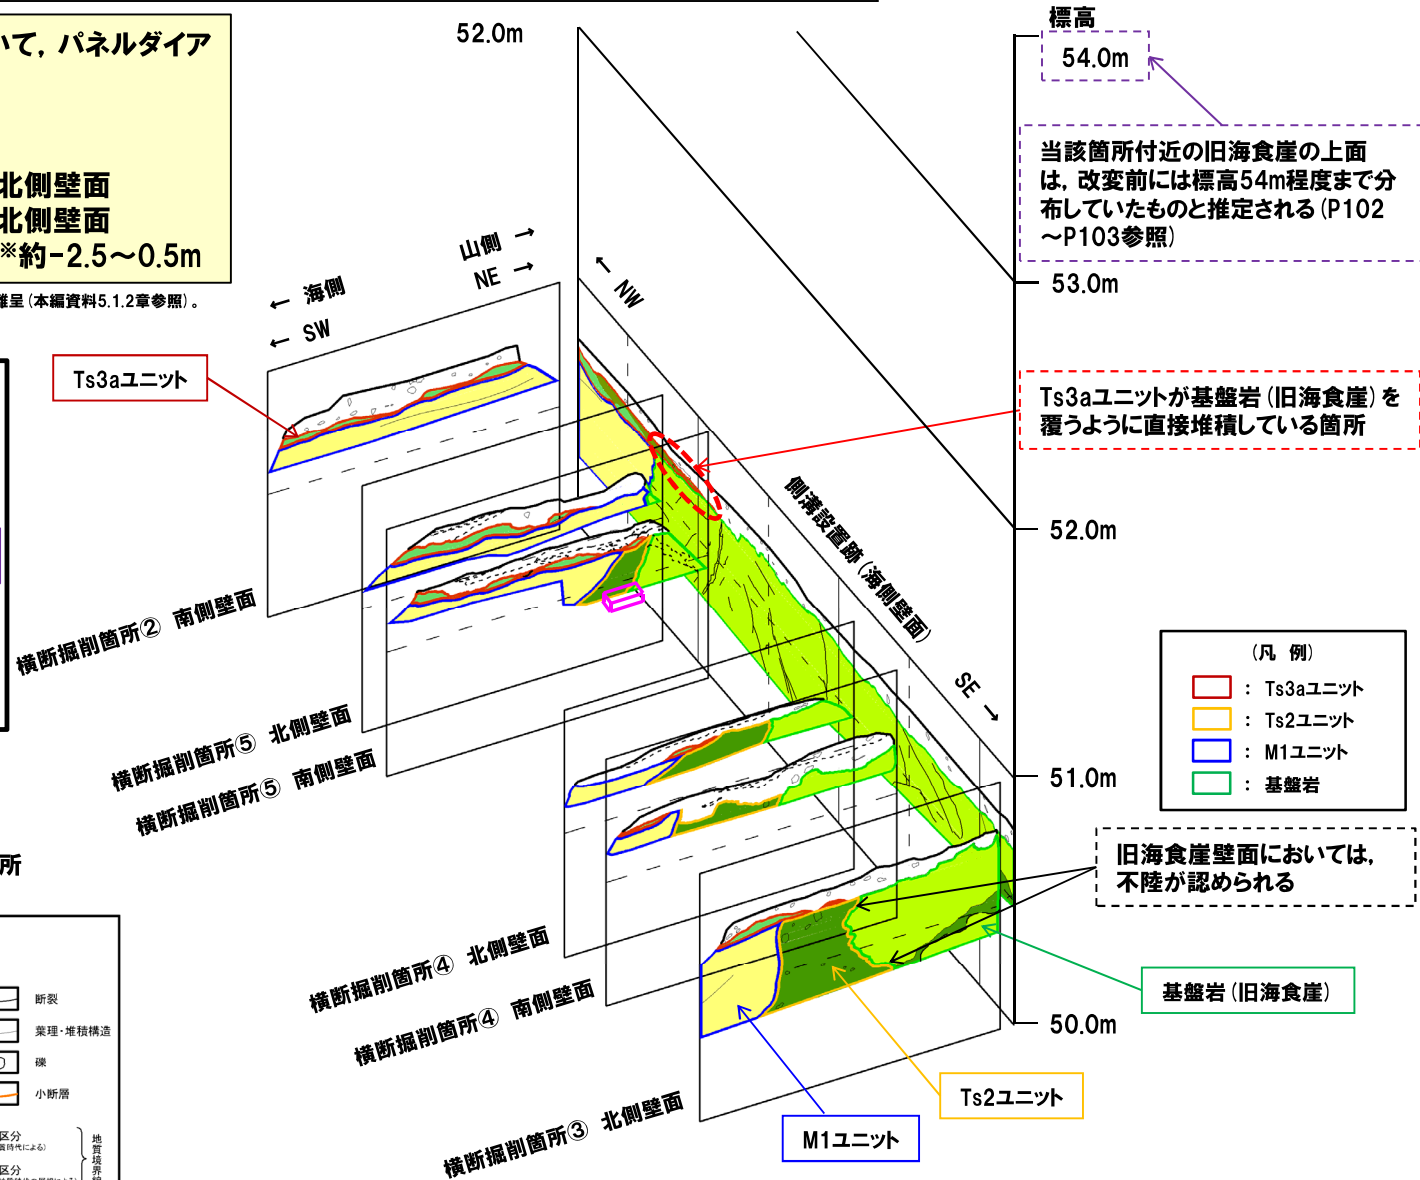 52.0m
標高
54.0m
いて，パネルダイア
北側壁面
北側壁面
※約−2.5～0.5m
離呈（本編資料5.1.2章参照）。
当該箇所付近の旧海食崖の上面
は，改変前には標高54m程度まで分
布していたものと推定される（P102
～P103参照）
山側 →
NE →
← 海側
← SW
← NW
53.0m
Ts3aユニット
Ts3aユニットが基盤岩（旧海食崖）を
覆うように直接堆積している箇所
側溝設置跡（海側壁面）
52.0m
横断掘削箇所② 南側壁面
SE →
（凡 例）
： Ts3aユニット
： Ts2ユニット
： M1ユニット
： 基盤岩
横断掘削箇所⑤ 北側壁面
横断掘削箇所⑤ 南側壁面
51.0m
旧海食崖壁面においては，
不陸が認められる
所
横断掘削箇所④ 北側壁面
横断掘削箇所④ 南側壁面
基盤岩（旧海食崖）
50.0m
断裂
葉理・堆積構造
礫
小断層
Ts2ユニット
M1ユニット
横断掘削箇所③ 北側壁面
区分
区分
地質境界線